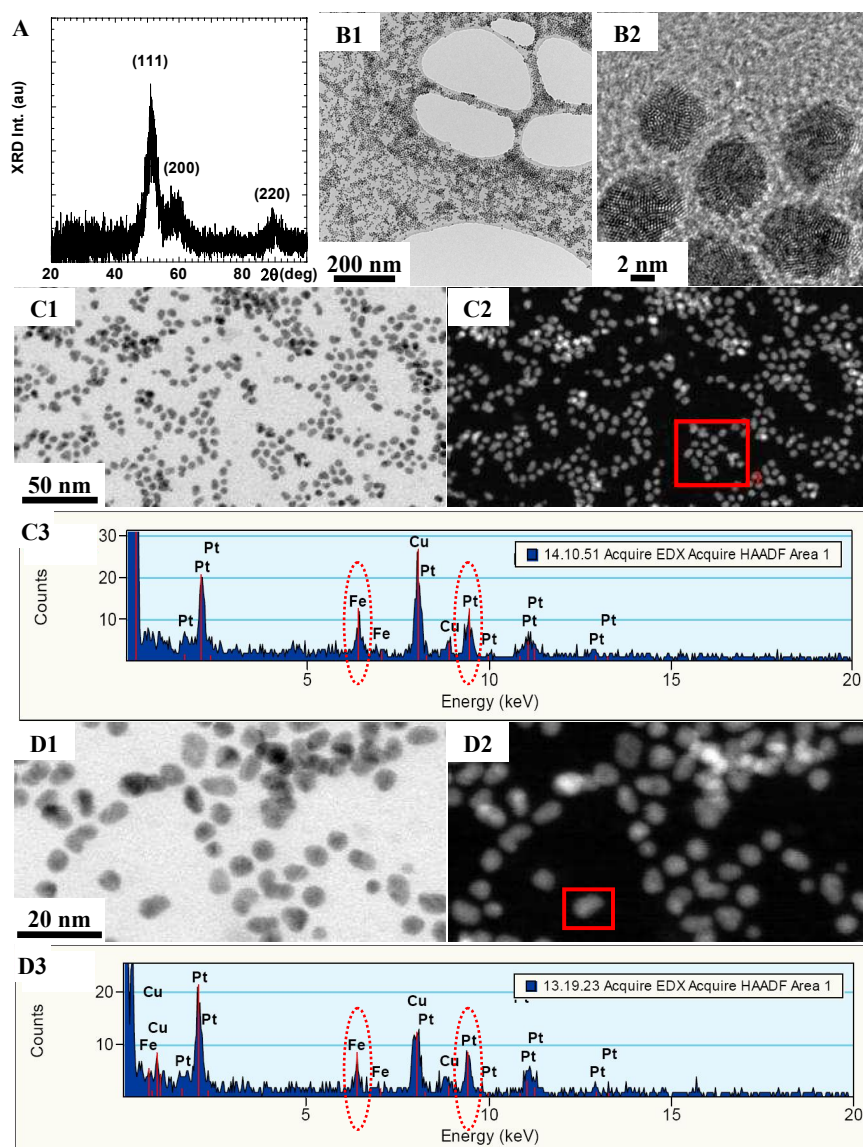 A
XRD Int. (au)
(111)
(200)
(220)
20 40 60 80 2θ(deg)
B1
200 nm
B2
2 nm
C1
50 nm
C2
C3
Counts
30
20
10
Pt
Pt
Pt
Fe
Fe
Cu
Pt
Cu
Pt
Pt
Pt
Pt
Pt
Pt
14.10.51 Acquire EDX Acquire HAADF Area 1
5 10 15 20
Energy (keV)
D1
20 nm
D2
D3
Counts
20
10
Cu
Cu
Fe
Pt
Pt
Pt
Fe
Fe
Cu
Pt
Cu
Pt
Pt
Pt
Pt
Pt
Pt
13.19.23 Acquire EDX Acquire HAADF Area 1
5 10 15 20
Energy (keV)